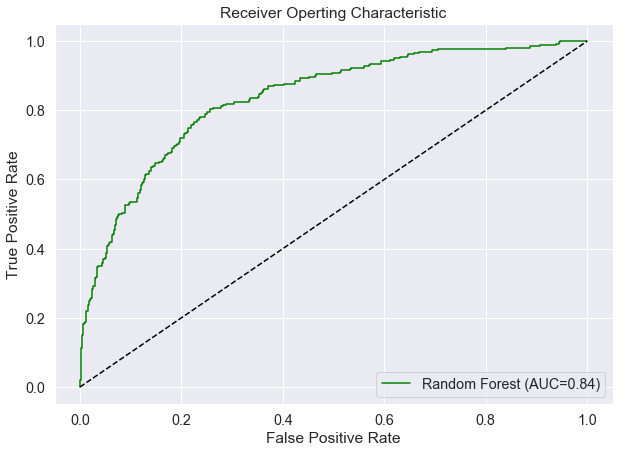 Receiver Operting Characteristic
1.0
0.8
0.6
0.4
0.2
0.0
True Positive Rate
Random Forest (AUC=0.84)
0.0 0.2 0.4 0.6 0.8 1.0
False Positive Rate